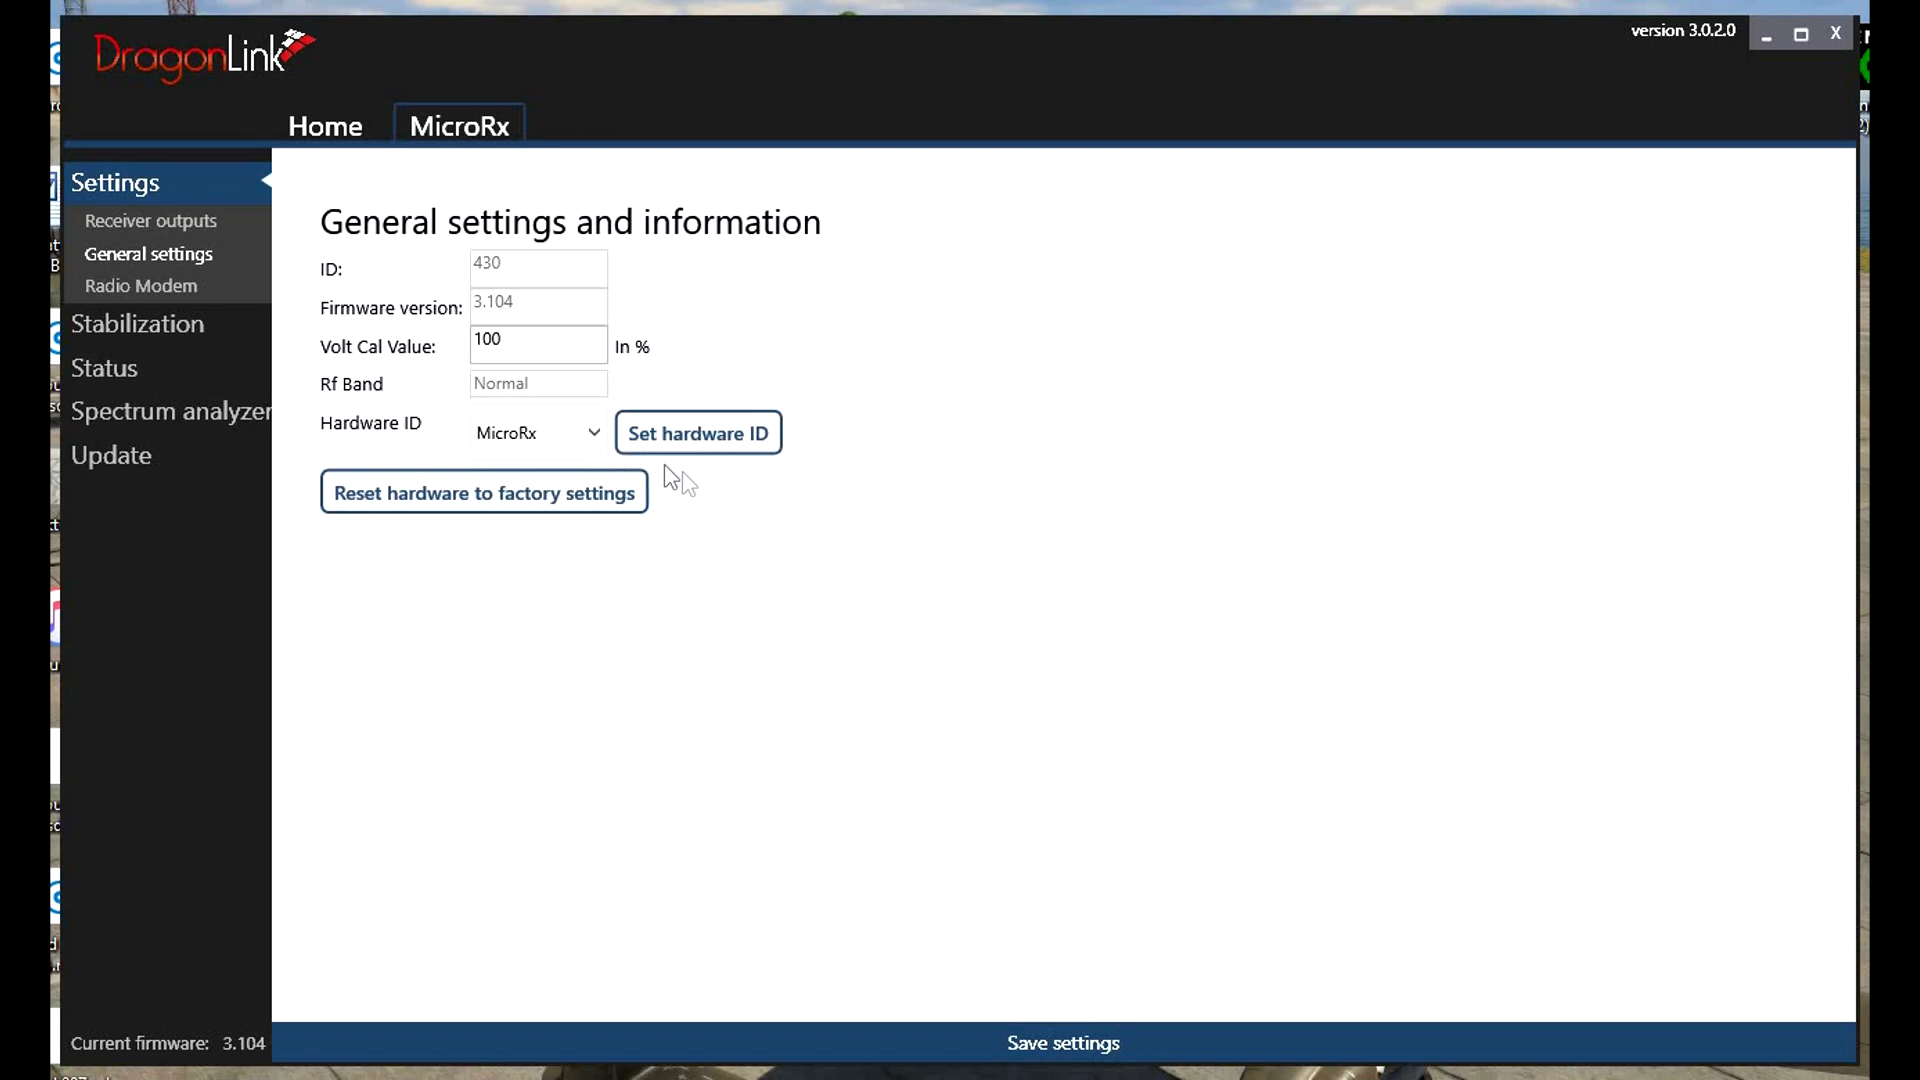 DragonLink
version 3.0.2.0
X
Home
MicroRx
Settings
Receiver outputs
General settings
Radio Modem
Stabilization
Status
Spectrum analyzer
Update
General settings and information
ID: 430
Firmware version: 3.104
Volt Cal Value: 100 In %
Rf Band Normal
Hardware ID MicroRx Set hardware ID
Reset hardware to factory settings
Current firmware: 3.104
Save settings